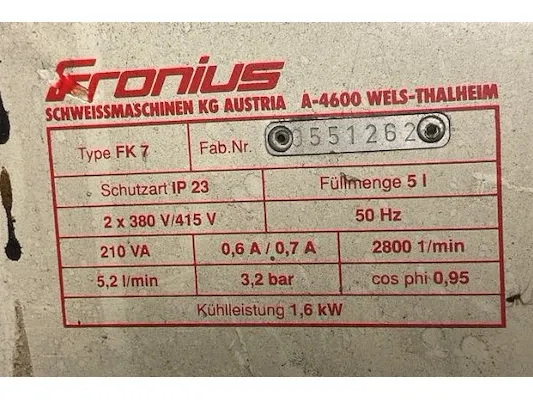 Fronius
SCHWEISSMASCHINEN KG AUSTRIA A-4600 WELS-THALHEIM
Type FK 7 Fab.Nr. 0551262
Schutzart IP 23 Füllmenge 5 l
2 x 380 V/415 V 50 Hz
210 VA 0,6 A / 0,7 A 2800 1/min
5,2 l/min 3,2 bar cos phi 0,95
Kühlleistung 1,6 kW